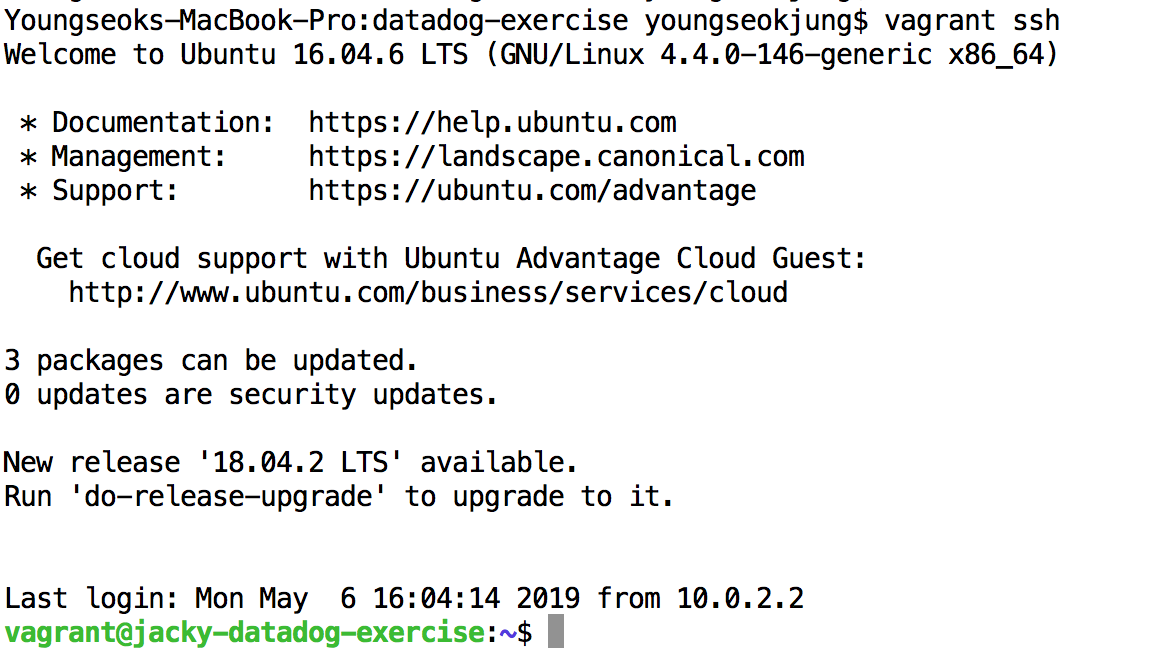 Youngseoks-MacBook-Pro:datadog-exercise youngseokjung$ vagrant ssh
Welcome to Ubuntu 16.04.6 LTS (GNU/Linux 4.4.0-146-generic x86_64)

 * Documentation:  https://help.ubuntu.com
 * Management:     https://landscape.canonical.com
 * Support:        https://ubuntu.com/advantage

  Get cloud support with Ubuntu Advantage Cloud Guest:
    http://www.ubuntu.com/business/services/cloud

3 packages can be updated.
0 updates are security updates.

New release '18.04.2 LTS' available.
Run 'do-release-upgrade' to upgrade to it.


Last login: Mon May  6 16:04:14 2019 from 10.0.2.2
vagrant@jacky-datadog-exercise:~$